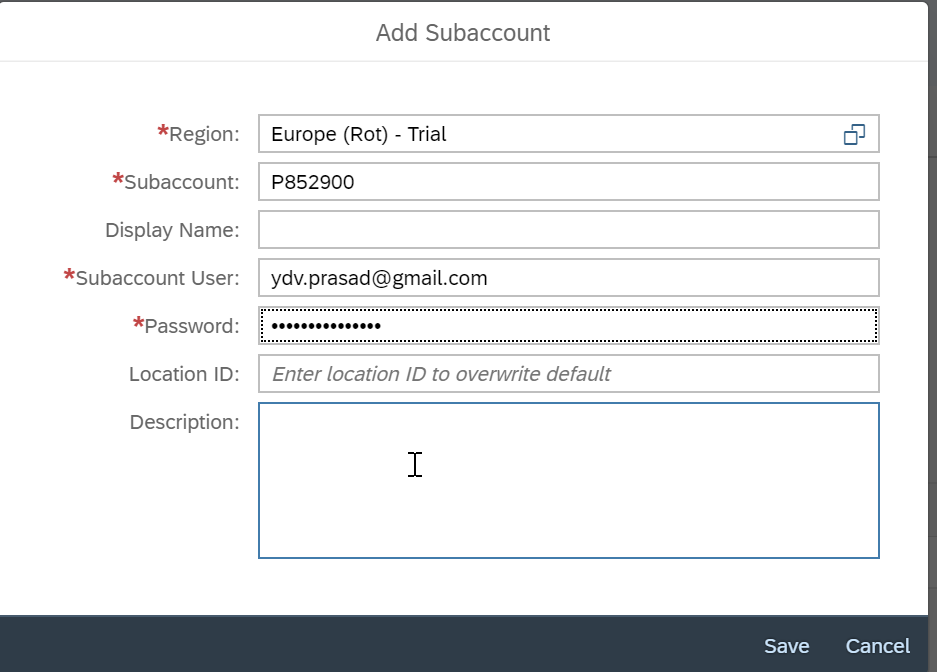 Add Subaccount
*Region: Europe (Rot) - Trial
*Subaccount: P852900
Display Name:
*Subaccount User: ydv.prasad@gmail.com
*Password: •••••••••••••••
Location ID: Enter location ID to overwrite default
Description:
Save Cancel